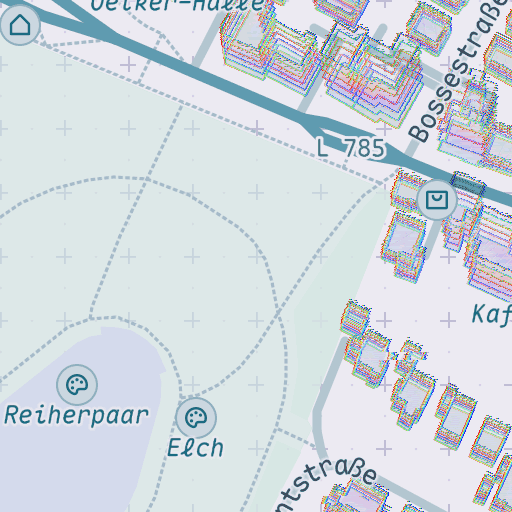 Oetker-Halle
Bossestraße
L 785
Kaf
Reiherpaar
Elch
ntstraße